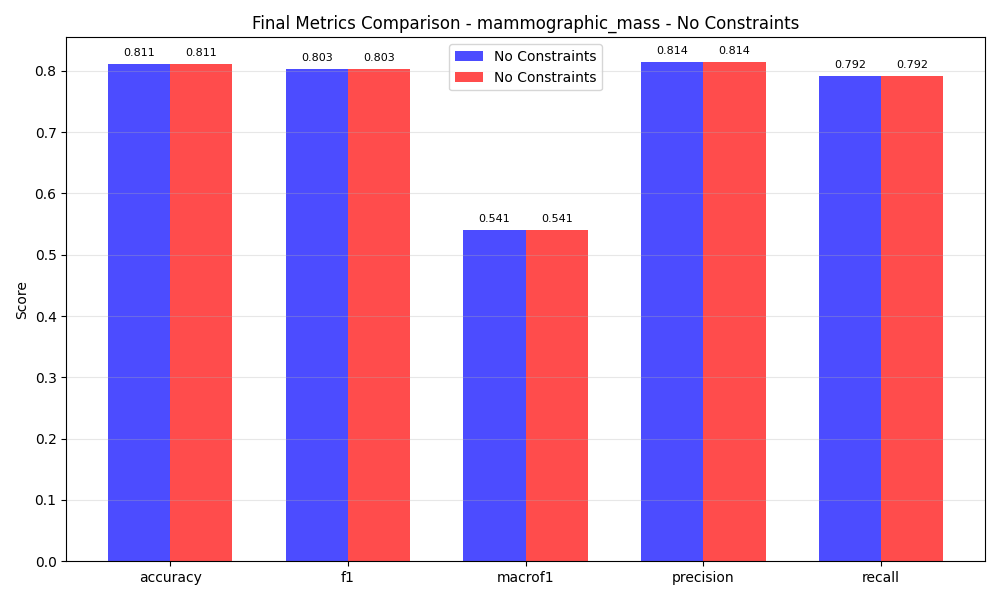 Final Metrics Comparison - mammographic_mass - No Constraints
No Constraints
No Constraints
0.811 0.811 0.803 0.803 0.541 0.541 0.814 0.814 0.792 0.792
Score
0.8
0.7
0.6
0.5
0.4
0.3
0.2
0.1
0.0
accuracy f1 macrof1 precision recall